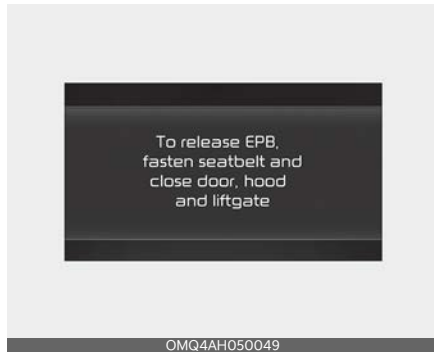 To release EPB,
fasten seatbelt and
close door, hood
and liftgate
OMQ4AH050049